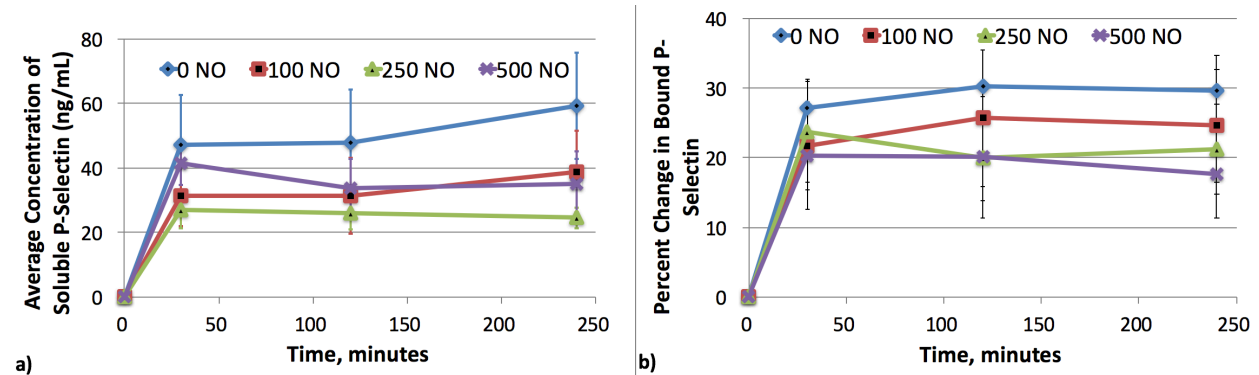 Average Concentration of
Soluble P-Selectin (ng/mL)
80
60
40
20
0
0 NO
100 NO
250 NO
500 NO
0
50
100
150
200
250
Time, minutes
a)
Percent Change in Bound P-
Selectin
40
30
20
10
0
0 NO
100 NO
250 NO
500 NO
0
50
100
150
200
250
Time, minutes
b)